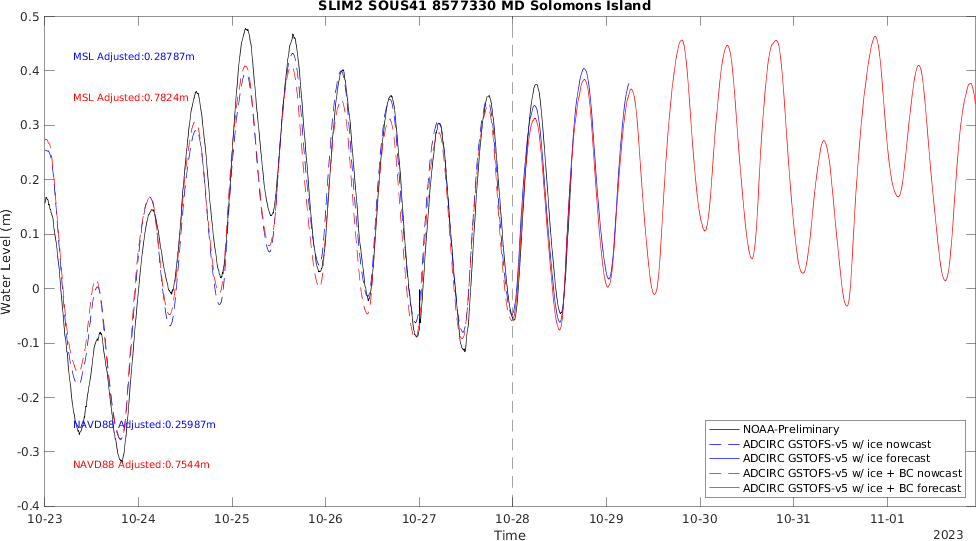 SLIM2 SOUS41 8577330 MD Solomons Island
0.5
0.4
0.3
0.2
0.1
0
-0.1
-0.2
-0.3
-0.4
Water Level (m)
MSL Adjusted:0.28787m
MSL Adjusted:0.7824m
NAVD88 Adjusted:0.25987m
NAVD88 Adjusted:0.7544m
NOAA-Preliminary
ADCIRC GSTOFS-v5 w/ ice nowcast
ADCIRC GSTOFS-v5 w/ ice forecast
ADCIRC GSTOFS-v5 w/ ice + BC nowcast
ADCIRC GSTOFS-v5 w/ ice + BC forecast
10-23 10-24 10-25 10-26 10-27 10-28 10-29 10-30 10-31 11-01
Time
2023